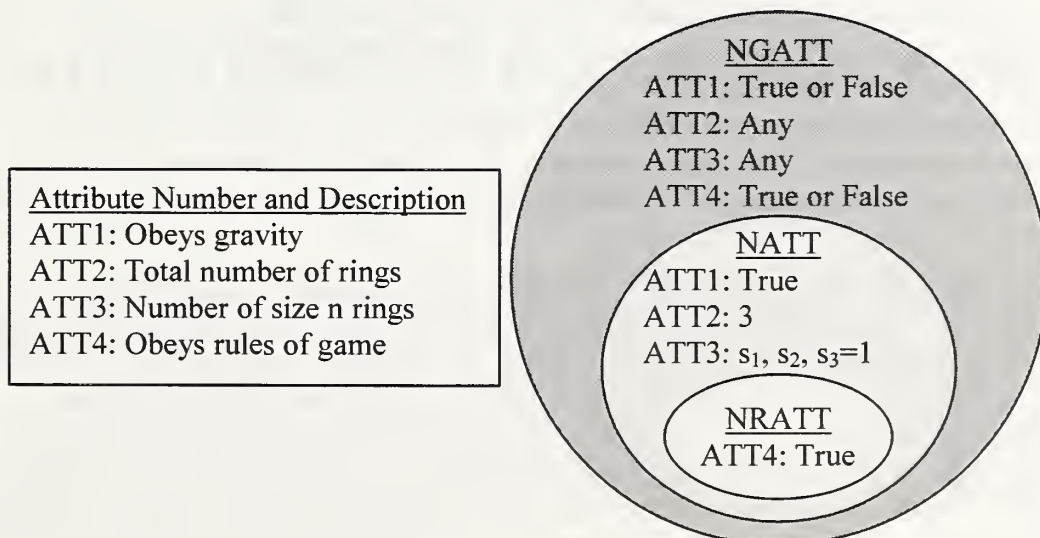 Attribute Number and Description
ATT1: Obeys gravity
ATT2: Total number of rings
ATT3: Number of size n rings
ATT4: Obeys rules of game
NGATT
ATT1: True or False
ATT2: Any
ATT3: Any
ATT4: True or False
NATT
ATT1: True
ATT2: 3
ATT3: s₁, s₂, s₃=1
NRATT
ATT4: True